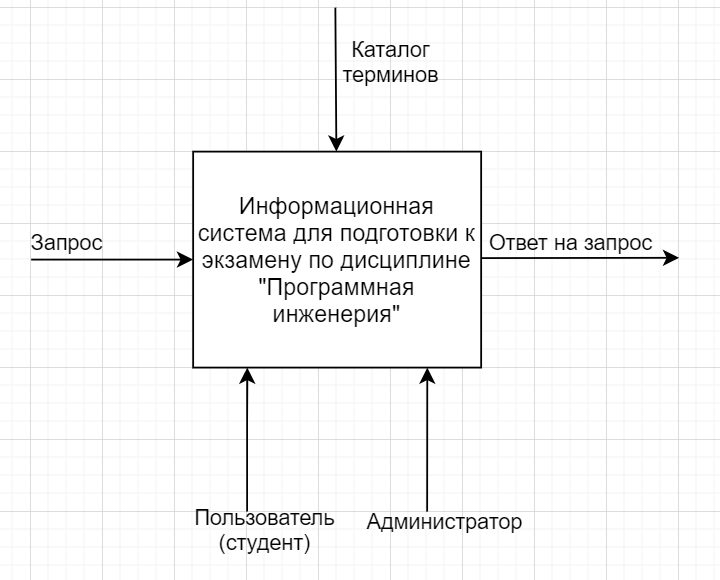 Каталог
терминов
Информационная
система для подготовки к
экзамену по дисциплине
"Программная
инженерия"
Запрос
Ответ на запрос
Пользователь
(студент)
Администратор